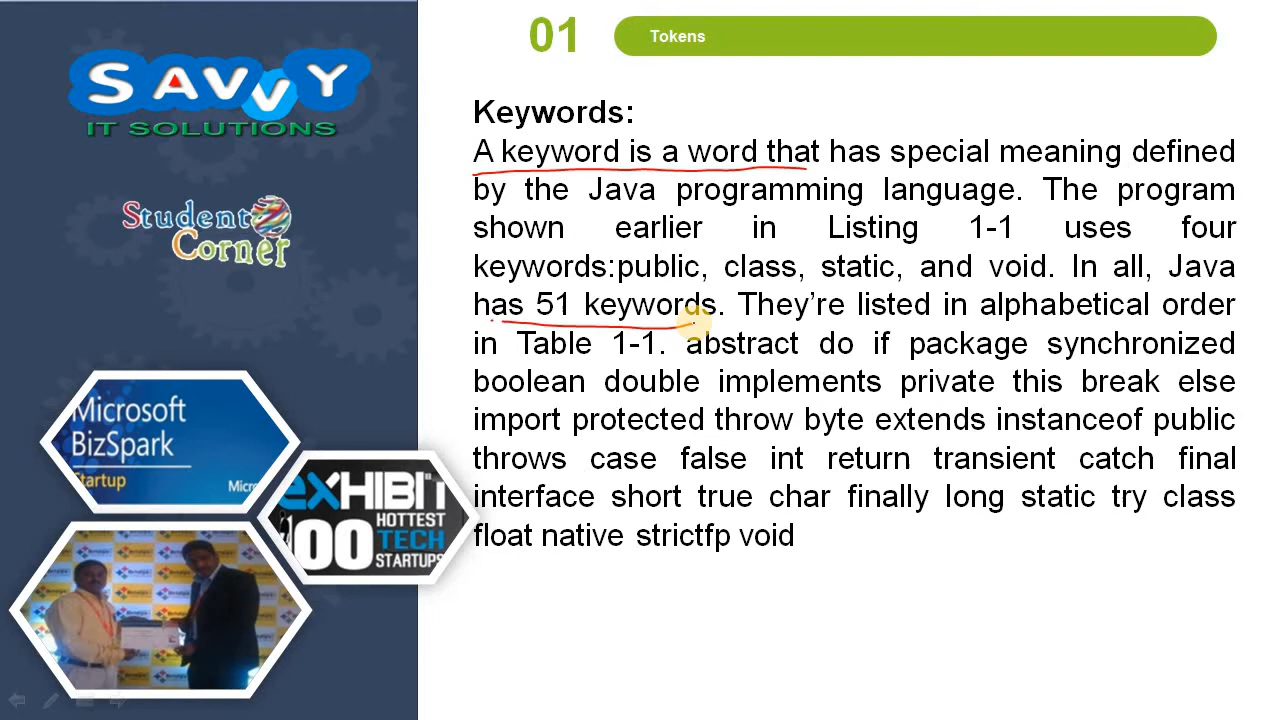 SAVVY
IT SOLUTIONS
Student
Corner
Microsoft
BizSpark
Startup
Micros
eXHIBIT
100
HOTTEST
TECH
STARTUPS
01
Tokens
Keywords:
A keyword is a word that has special meaning defined
by the Java programming language. The program
shown earlier in Listing 1-1 uses four
keywords:public, class, static, and void. In all, Java
has 51 keywords. They’re listed in alphabetical order
in Table 1-1. abstract do if package synchronized
boolean double implements private this break else
import protected throw byte extends instanceof public
throws case false int return transient catch final
interface short true char finally long static try class
float native strictfp void